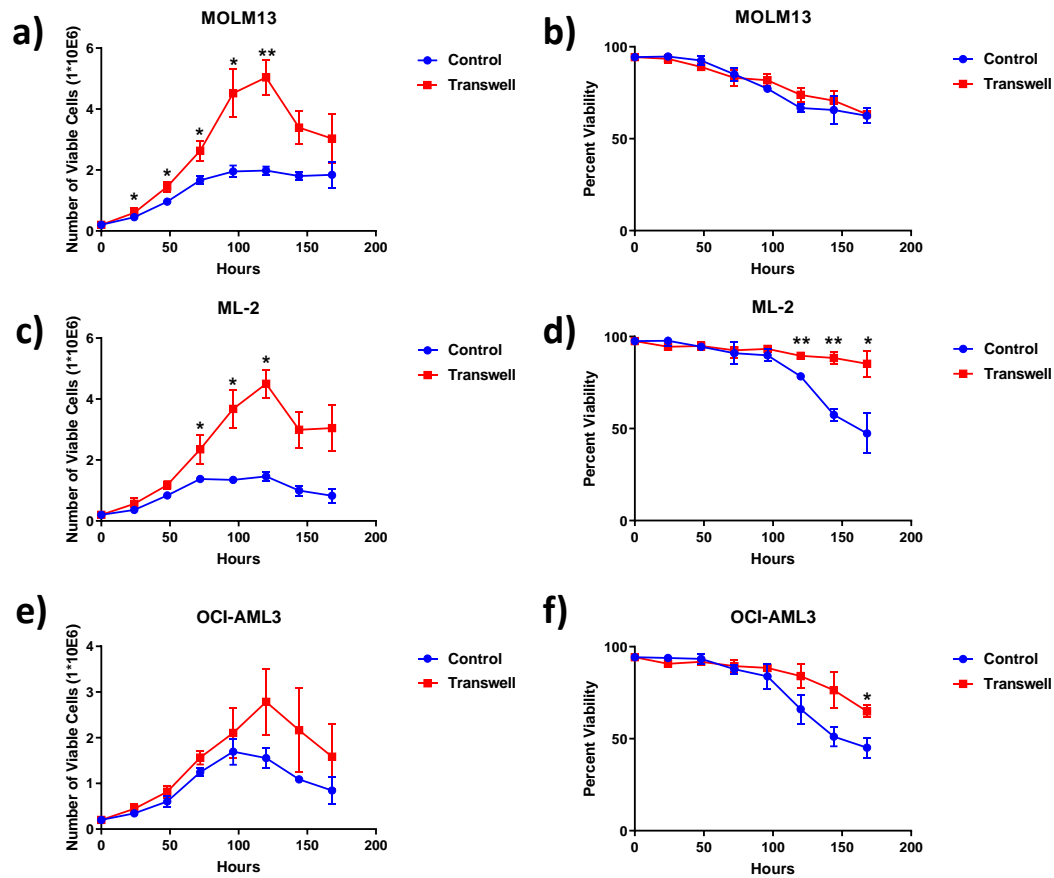 a)
MOLM13
Number of Viable Cells (1*10E6)
6
4
2
0
* * * * * **
0 50 100 150 200
Hours
Control
Transwell
b)
MOLM13
Percent Viability
100
50
0
0 50 100 150 200
Hours
Control
Transwell
c)
ML-2
Number of Viable Cells (1*10E6)
6
4
2
0
* * *
0 50 100 150 200
Hours
Control
Transwell
d)
ML-2
Percent Viability
100
50
0
** ** *
0 50 100 150 200
Hours
Control
Transwell
e)
OCI-AML3
Number of Viable Cells (1*10E6)
4
3
2
1
0
0 50 100 150 200
Hours
Control
Transwell
f)
OCI-AML3
Percent Viability
100
50
0
*
0 50 100 150 200
Hours
Control
Transwell